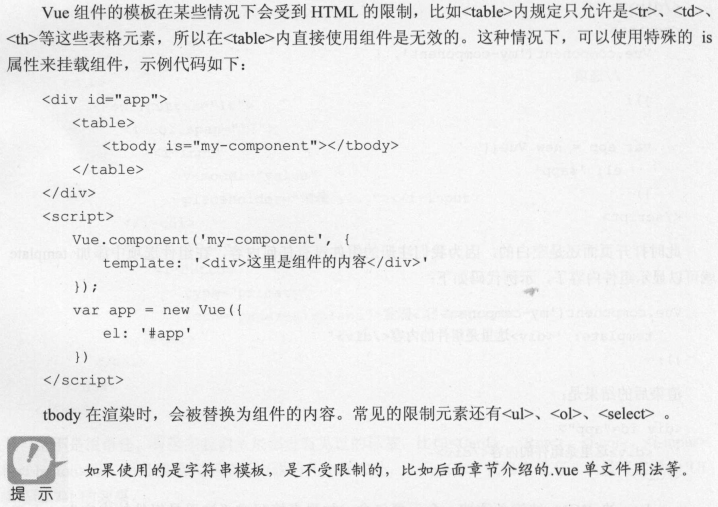 Vue 组件的模板在某些情况下会受到 HTML 的限制，比如<table>内规定只允许是<tr>、<td>、
<th>等这些表格元素，所以在<table>内直接使用组件是无效的。这种情况下，可以使用特殊的 is
属性来挂载组件，示例代码如下：
<div id="app">
<table>
<tbody is="my-component"></tbody>
</table>
</div>
<script>
Vue.component('my-component', {
template: '<div>这里是组件的内容</div>'
});
var app = new Vue({
el: '#app'
})
</script>
tbody 在渲染时，会被替换为组件的内容。常见的限制元素还有<ul>、<ol>、<select> 。
如果使用的是字符串模板，是不受限制的，比如后面章节介绍的.vue 单文件用法等。
提 示